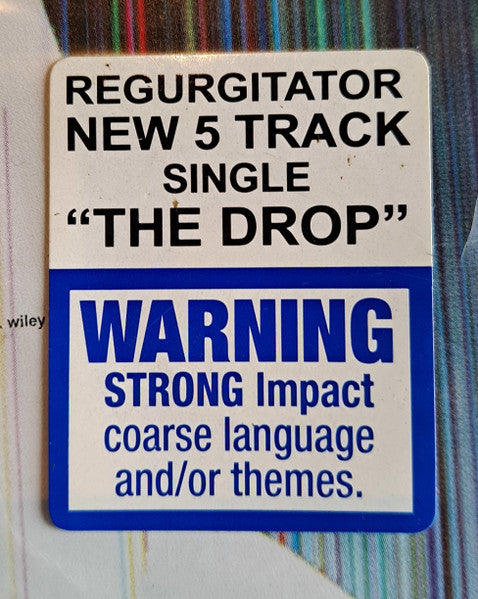 REGURGITATOR
NEW 5 TRACK
SINGLE
“THE DROP”
WARNING
STRONG Impact
coarse language
and/or themes.
wiley